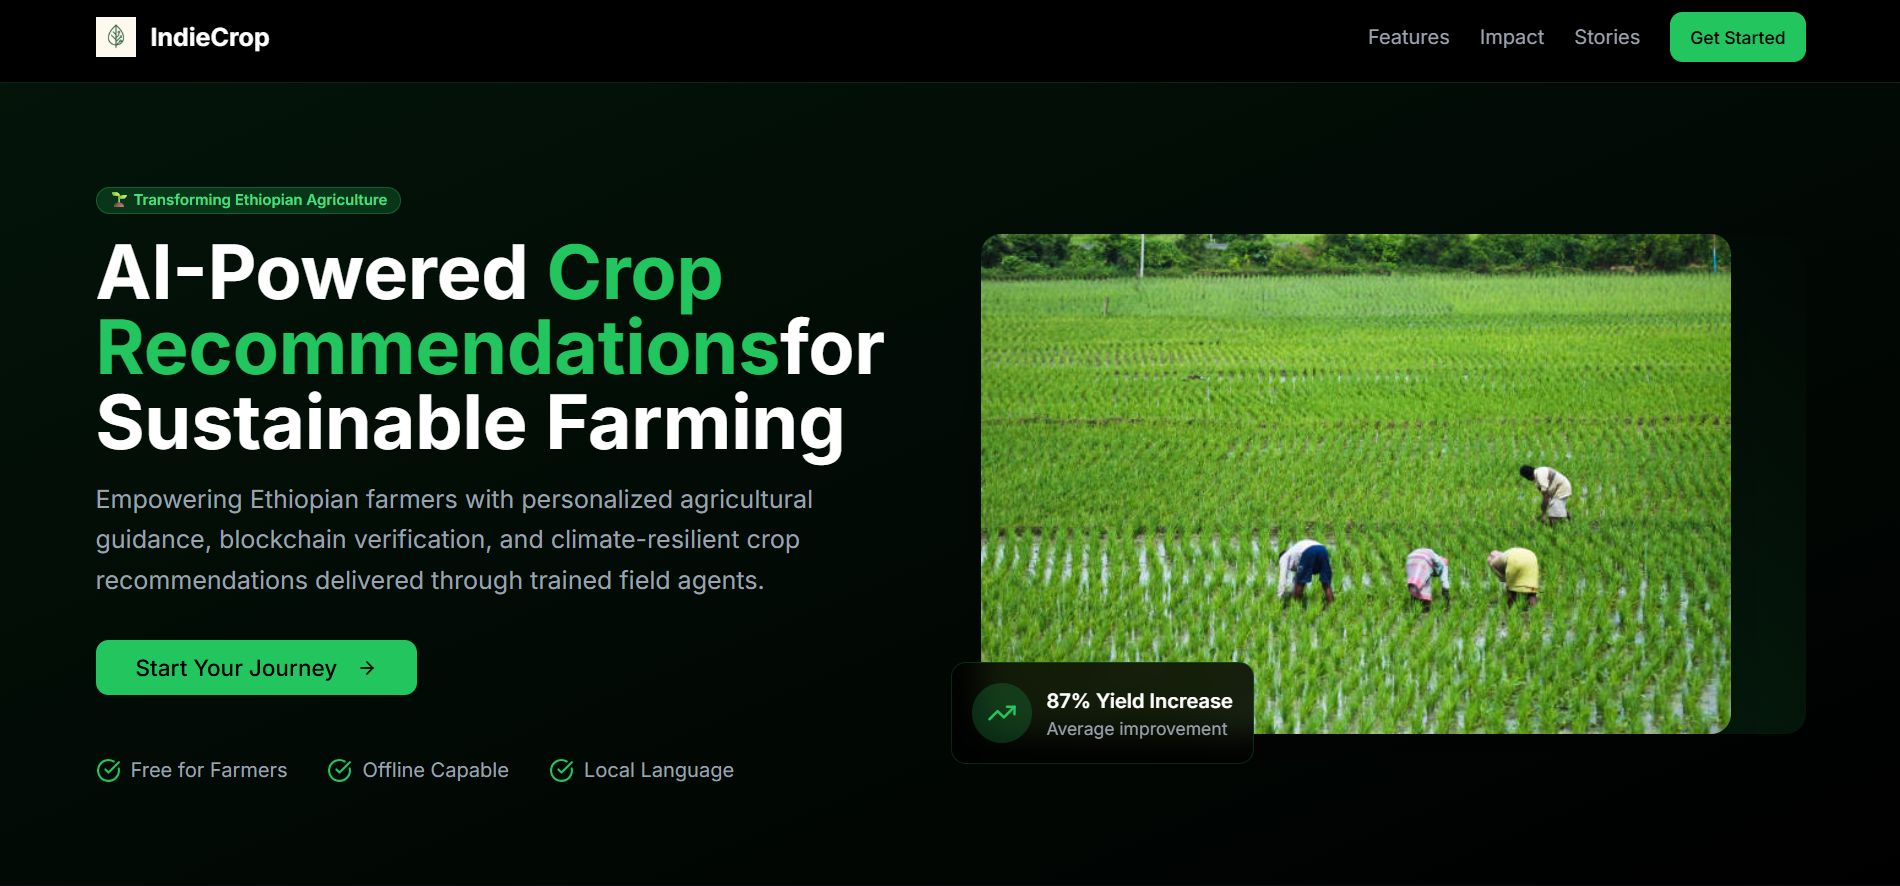 IndieCrop
Features
Impact
Stories
Get Started
Transforming Ethiopian Agriculture
AI-Powered Crop
Recommendationsfor
Sustainable Farming
Empowering Ethiopian farmers with personalized agricultural
guidance, blockchain verification, and climate-resilient crop
recommendations delivered through trained field agents.
Start Your Journey →
Free for Farmers
Offline Capable
Local Language
87% Yield Increase
Average improvement